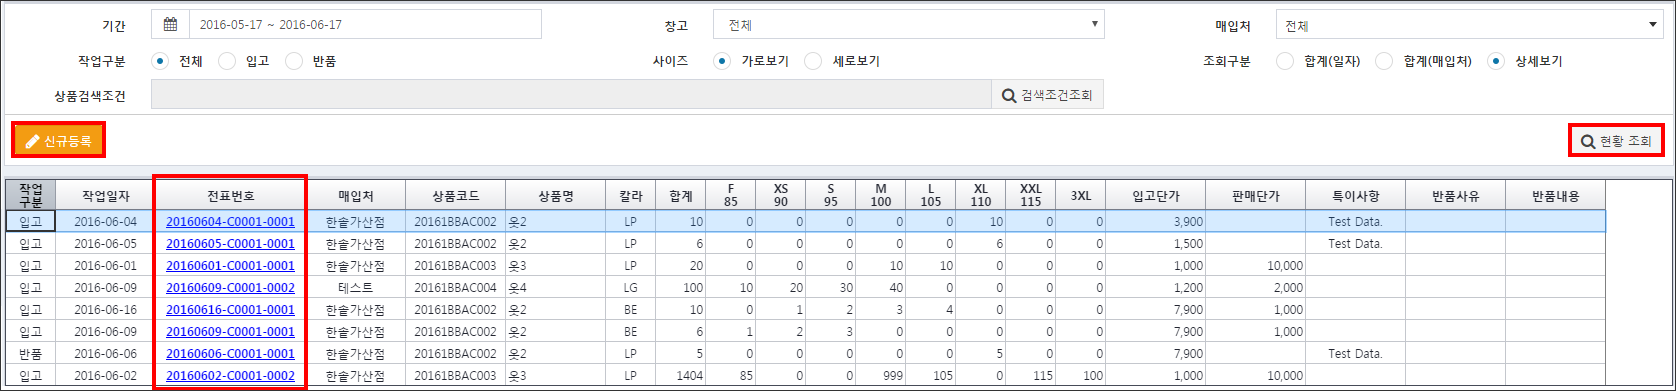 기간 2016-05-17 ~ 2016-06-17 창고 전체 매입처 전체
작업구분 전체 입고 반품 사이즈 가로보기 세로보기 조회구분 합계(일자) 합계(매입처) 상세보기
상품검색조건 검색조건조회
신규등록 현황 조회
작업구분 작업일자 전표번호 매입처 상품코드 상품명 칼라 합계 F 85 XS 90 S 95 M 100 L 105 XL 110 XXL 115 3XL 입고단가 판매단가 특이사항 반품사유 반품내용
입고 2016-06-04 20160604-C0001-0001 한솔가산점 20161BBAC002 옷2 LP 10 0 0 0 0 0 10 0 0 3,900 Test Data.
입고 2016-06-05 20160605-C0001-0001 한솔가산점 20161BBAC002 옷2 LP 6 0 0 0 0 0 6 0 0 1,500 Test Data.
입고 2016-06-01 20160601-C0001-0001 한솔가산점 20161BBAC003 옷3 LP 20 0 0 0 10 10 0 0 0 1,000 10,000
입고 2016-06-09 20160609-C0001-0002 테스트 20161BBAC004 옷4 LG 100 10 20 30 40 0 0 0 0 1,200 2,000
입고 2016-06-16 20160616-C0001-0001 한솔가산점 20161BBAC002 옷2 BE 10 0 1 2 3 4 0 0 0 7,900 1,000
입고 2016-06-09 20160609-C0001-0001 한솔가산점 20161BBAC002 옷2 BE 6 1 2 3 0 0 0 0 0 7,900 1,000
반품 2016-06-06 20160606-C0001-0001 한솔가산점 20161BBAC002 옷2 LP 5 0 0 0 0 0 5 0 0 7,900 Test Data.
입고 2016-06-02 20160602-C0001-0002 한솔가산점 20161BBAC003 옷3 LP 1404 85 0 0 999 105 0 115 100 1,000 10,000